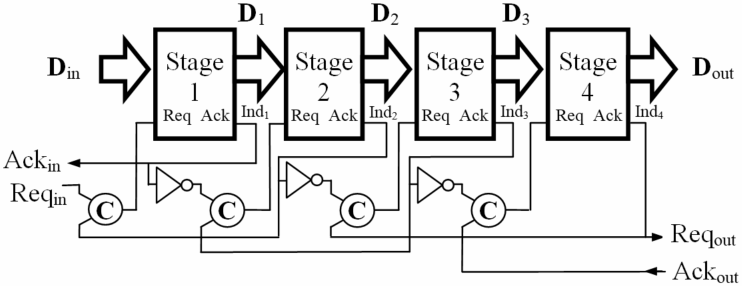 D1 D2 D3
Din Stage 1 Stage 2 Stage 3 Stage 4 Dout
Req Ack Ind1 Req Ack Ind2 Req Ack Ind3 Req Ack Ind4
Ackin
Reqin C C C C
Reqout
Ackout